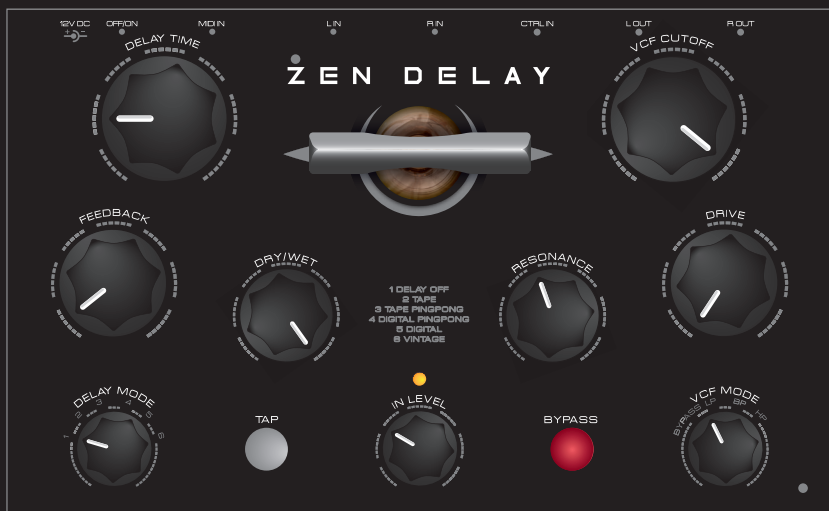 12V DC OFF/ON MIDI IN L IN R IN CTRL IN L OUT R OUT
+ -
DELAY TIME
VCF CUTOFF
ZEN DELAY
FEEDBACK
DRIVE
DRY/WET
RESONANCE
1 DELAY OFF
2 TAPE
3 TAPE PINGPONG
4 DIGITAL PINGPONG
5 DIGITAL
6 VINTAGE
DELAY MODE
1 2 3 4 5 6
TAP
IN LEVEL
BYPASS
VCF MODE
BYPASS LP BP HP